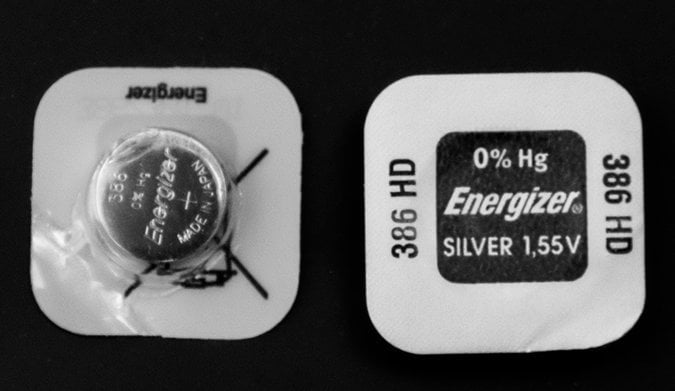 Energizer
386
0% Hg
Energizer
+
MADE IN JAPAN
386 HD
0% Hg
Energizer®
SILVER 1,55V
386 HD